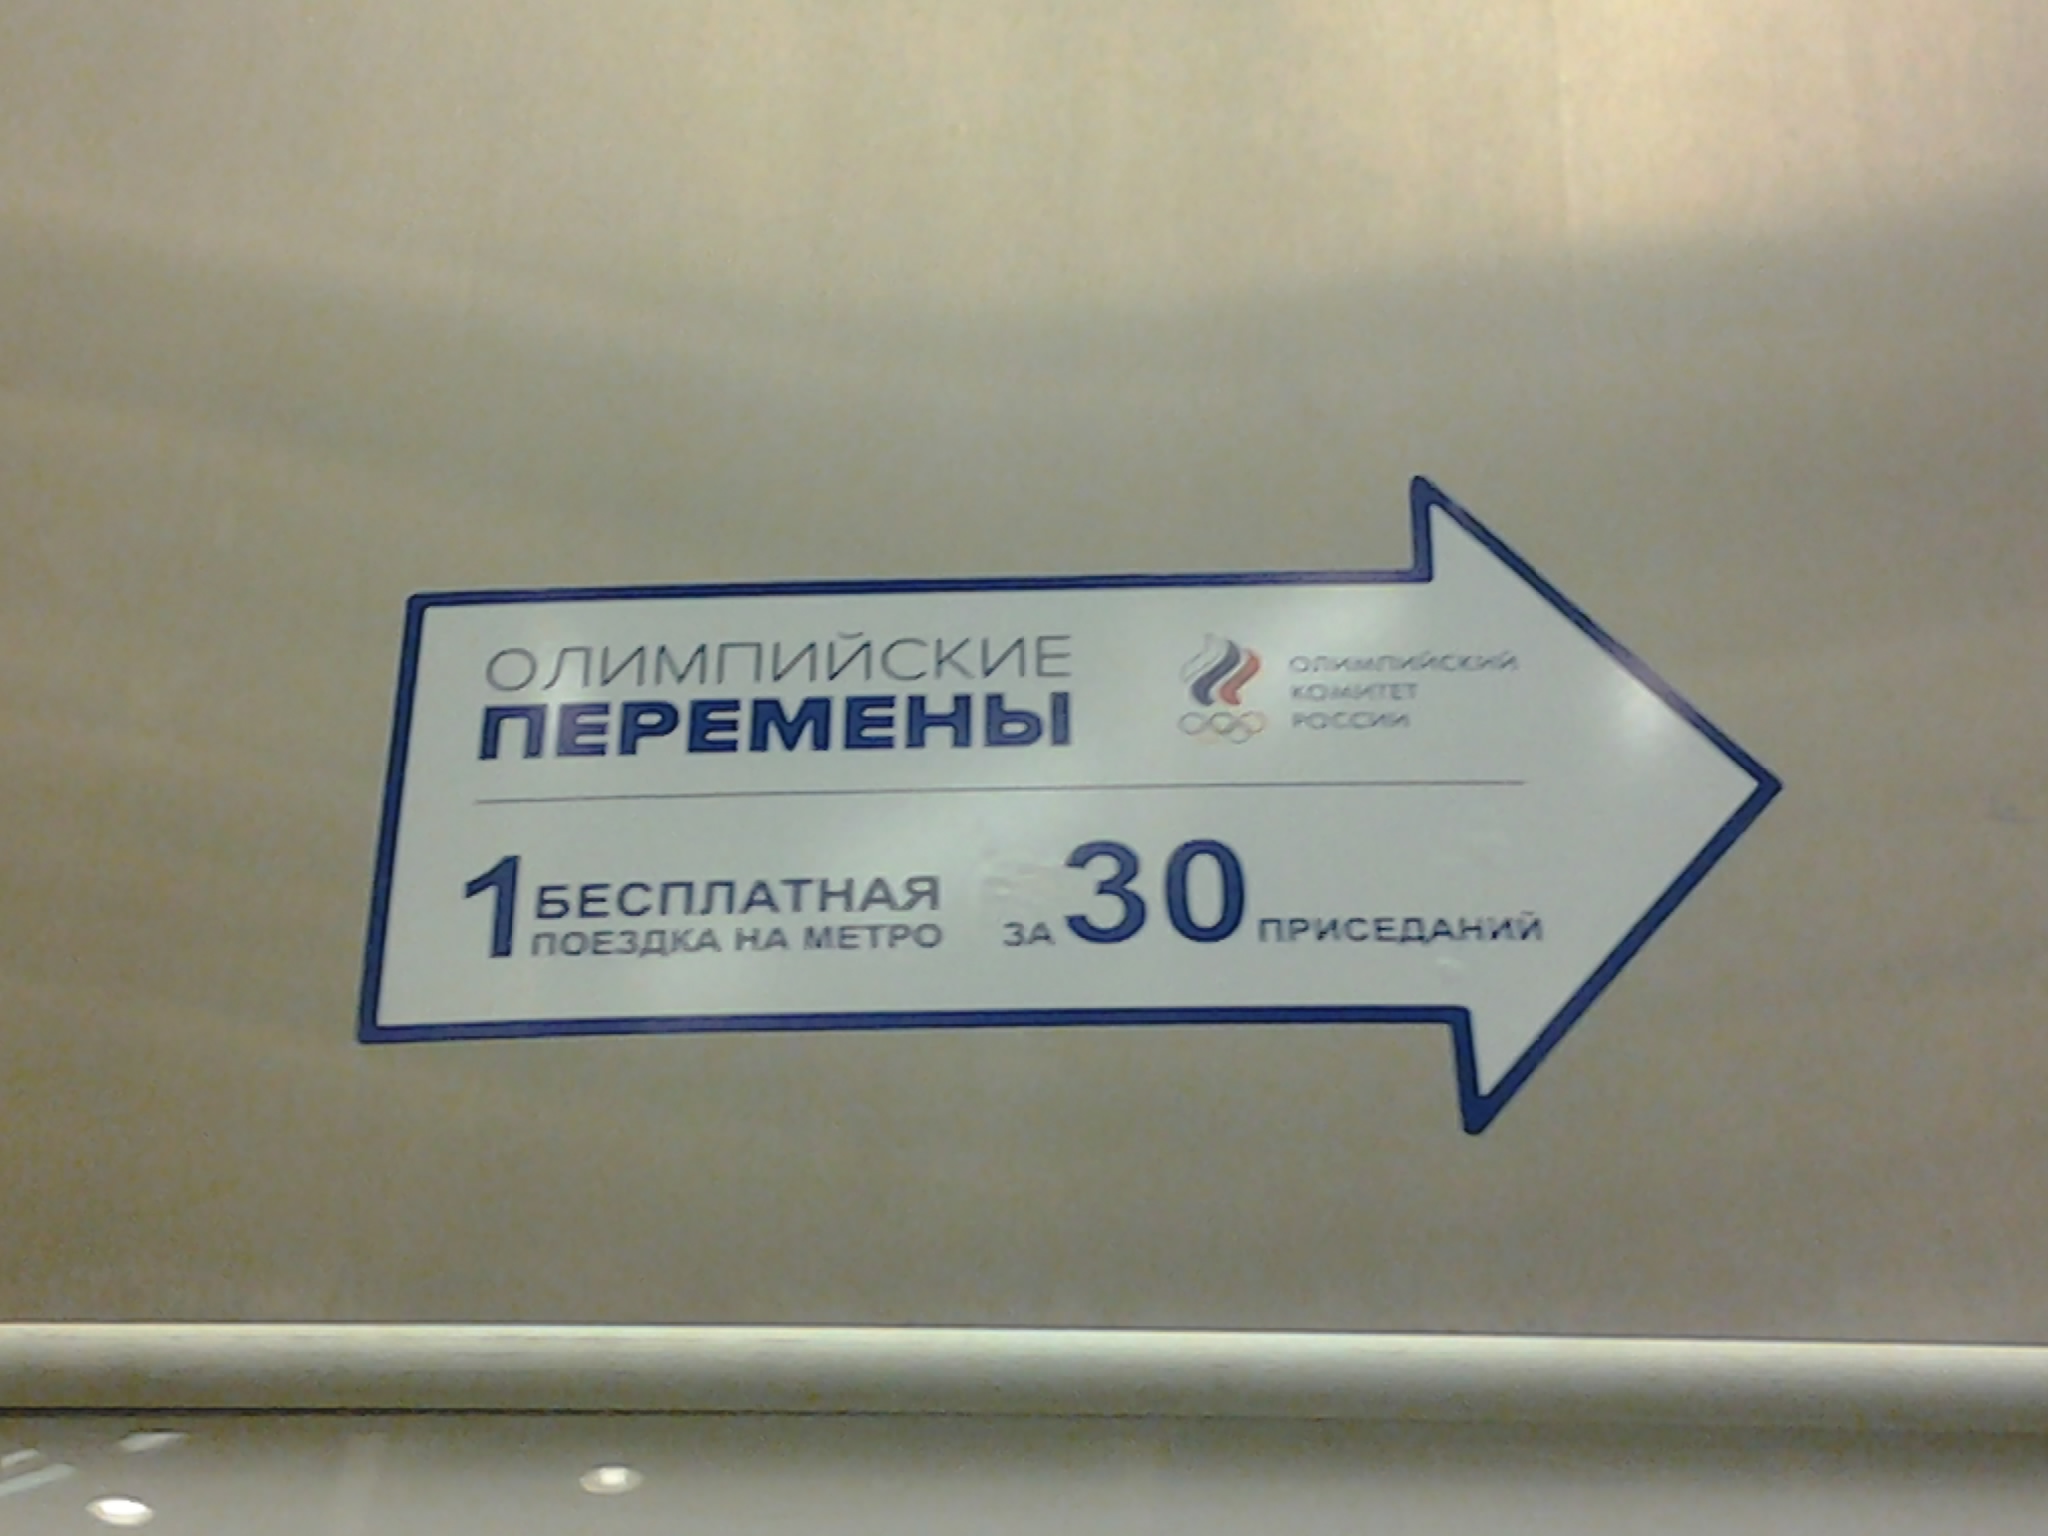 ОЛИМПИЙСКИЕ
ПЕРЕМЕНЫ
ОЛИМПИЙСКИЙ
КОМИТЕТ
РОССИИ
1 БЕСПЛАТНАЯ
ПОЕЗДКА НА МЕТРО
ЗА 30 ПРИСЕДАНИЙ